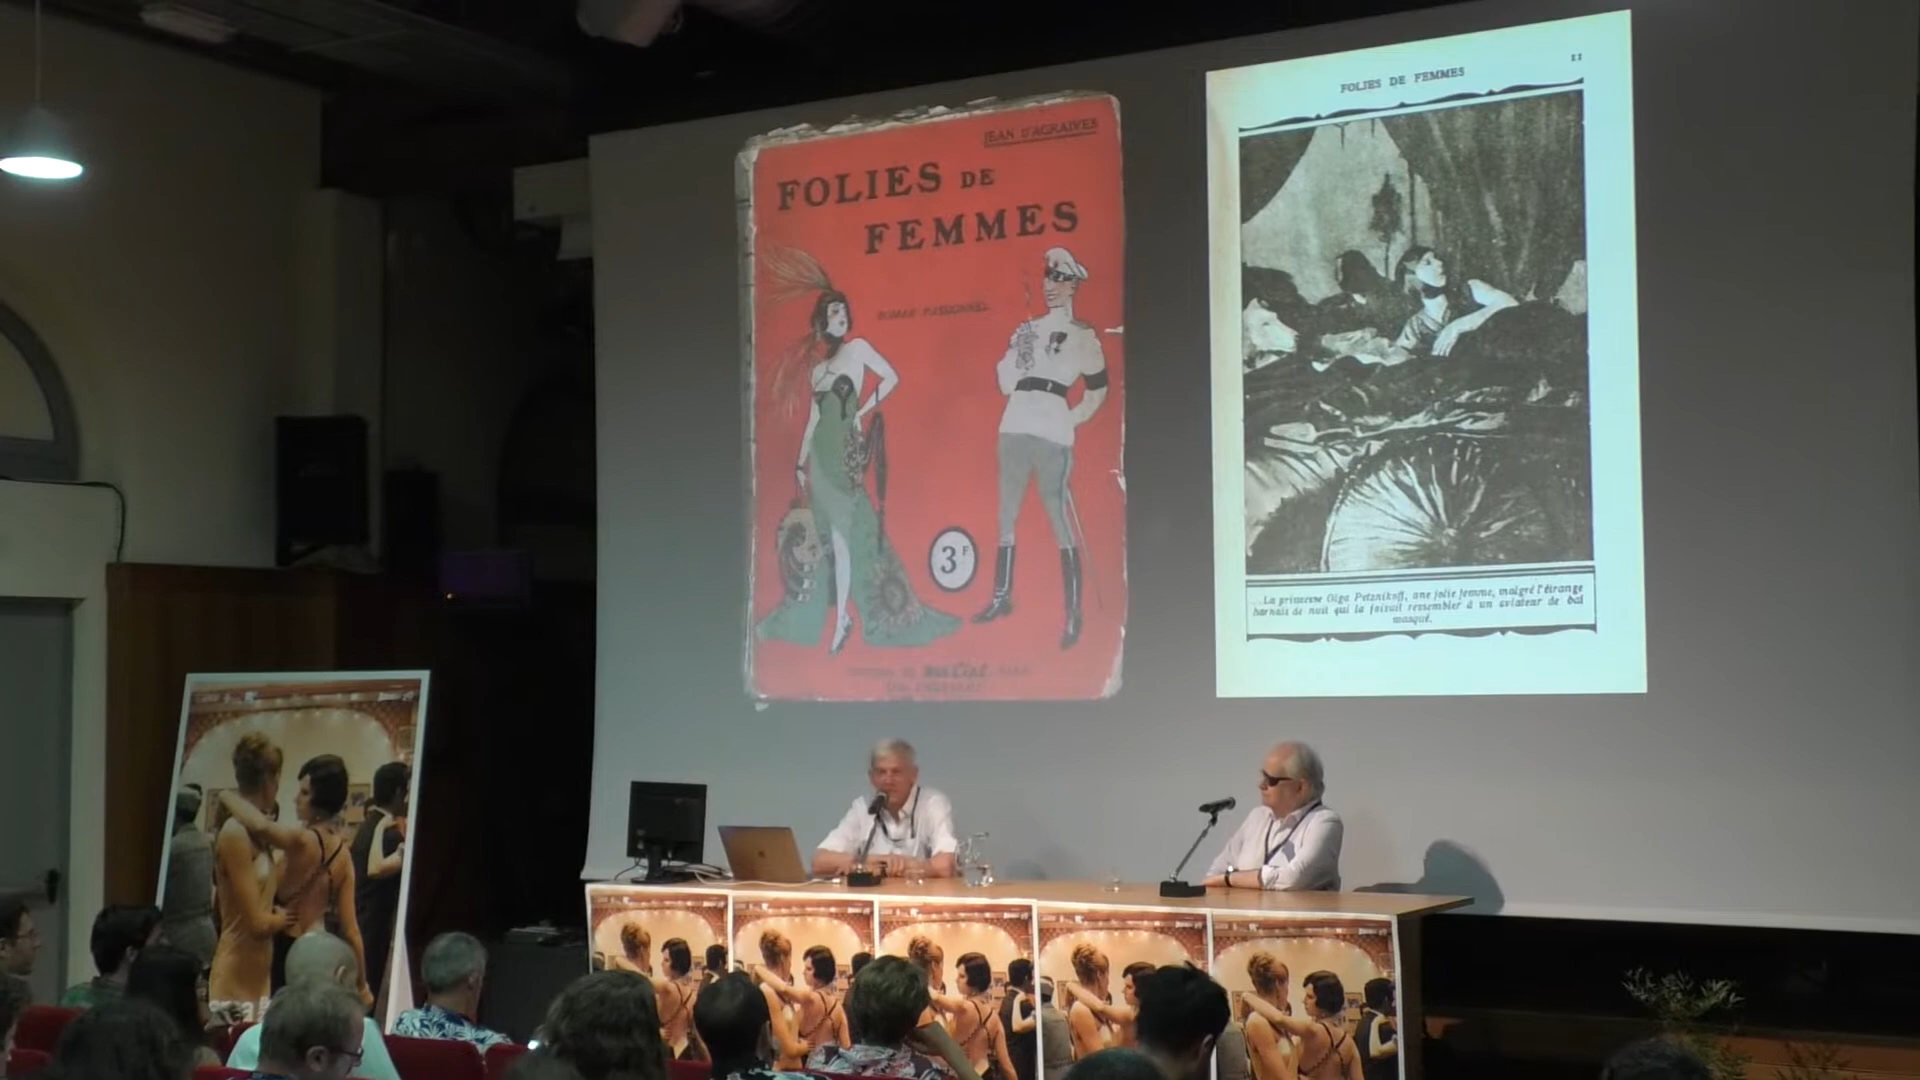 JEAN D'AGRAIVES
FOLIES DE
FEMMES
ROMAN PASSIONNEL
3F
FOLIES DE FEMMES
11
...La princesse Olga Petznikoff, une jolie femme, malgré l'étrange
harnais de nuit qui la faisait ressembler à un aviateur de bal
masqué.